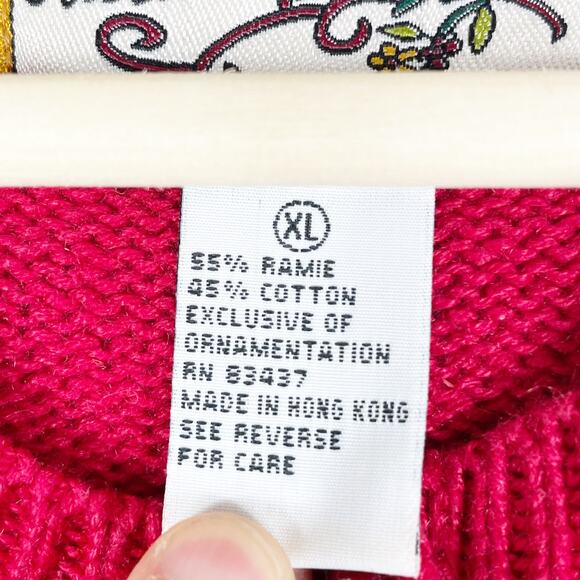 XL
55% RAMIE
45% COTTON
EXCLUSIVE OF
ORNAMENTATION
RN 83437
MADE IN HONG KONG
SEE REVERSE
FOR CARE